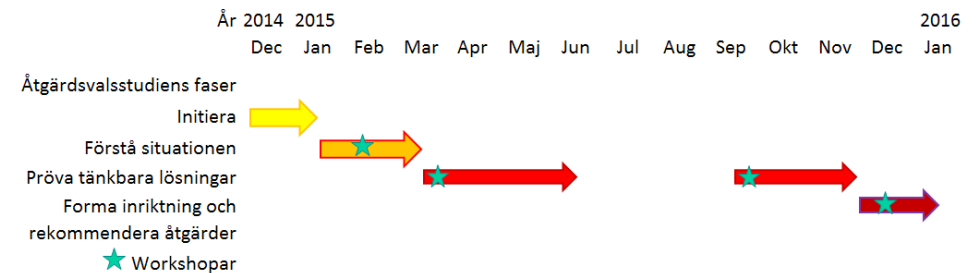 År 2014 2015 2016
Dec Jan Feb Mar Apr Maj Jun Jul Aug Sep Okt Nov Dec Jan
Åtgärdsvalsstudiens faser
Initiera
Förstå situationen
Pröva tänkbara lösningar
Forma inriktning och
rekommendera åtgärder
Workshopar